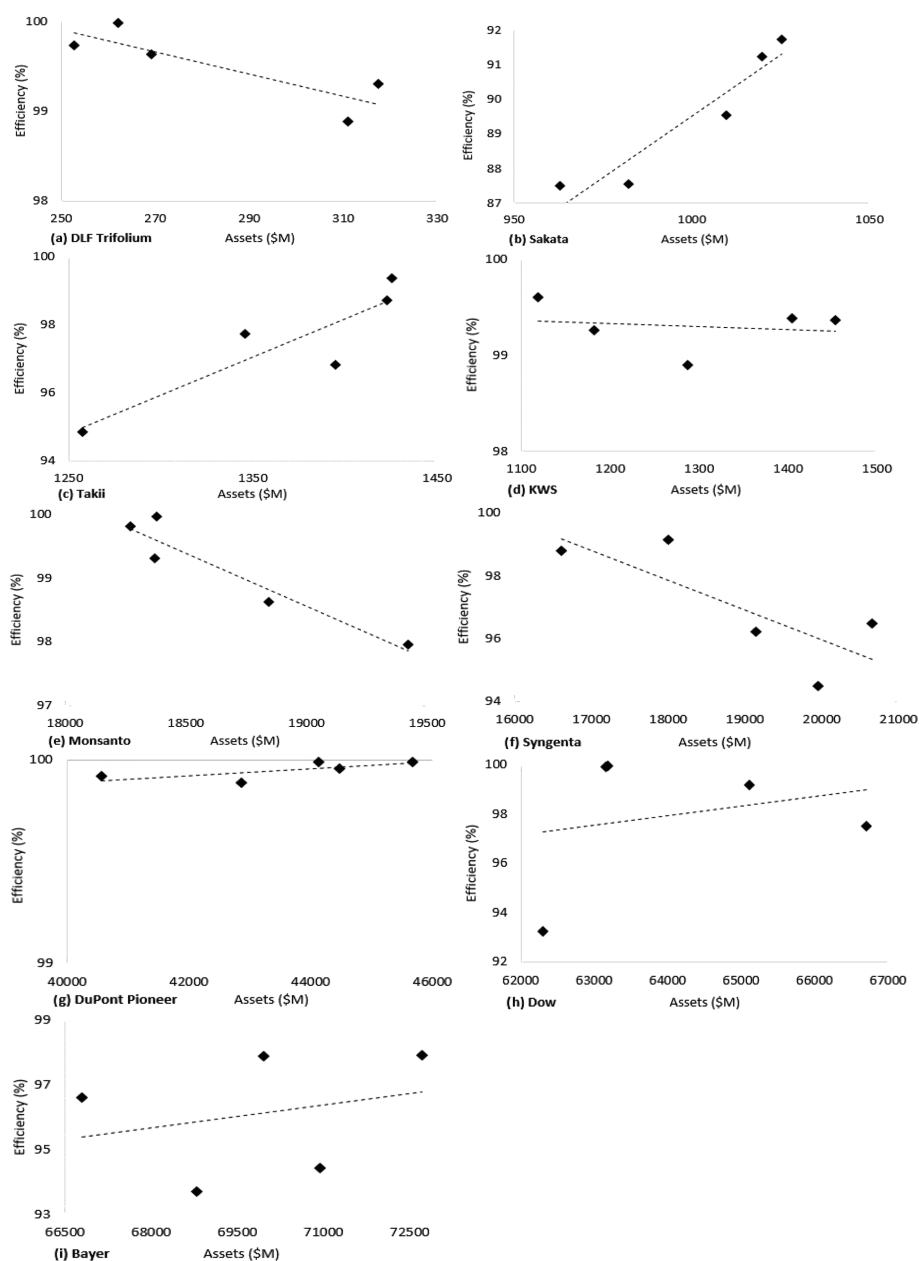 100
99
98
Efficiency (%)
250 270 290 310 330
(a) DLF Trifolium Assets ($M)
92
91
90
89
88
87
Efficiency (%)
950 1000 1050
(b) Sakata Assets ($M)
100
98
96
94
Efficiency (%)
1250 1350 1450
(c) Takii Assets ($M)
100
99
98
Efficiency (%)
1100 1200 1300 1400 1500
(d) KWS Assets ($M)
100
99
98
97
Efficiency (%)
18000 18500 19000 19500
(e) Monsanto Assets ($M)
100
98
96
94
Efficiency (%)
16000 17000 18000 19000 20000 21000
(f) Syngenta Assets ($M)
100
99
Efficiency (%)
40000 42000 44000 46000
(g) DuPont Pioneer Assets ($M)
100
98
96
94
92
Efficiency (%)
62000 63000 64000 65000 66000 67000
(h) Dow Assets ($M)
99
97
95
93
Efficiency (%)
66500 68000 69500 71000 72500
(i) Bayer Assets ($M)